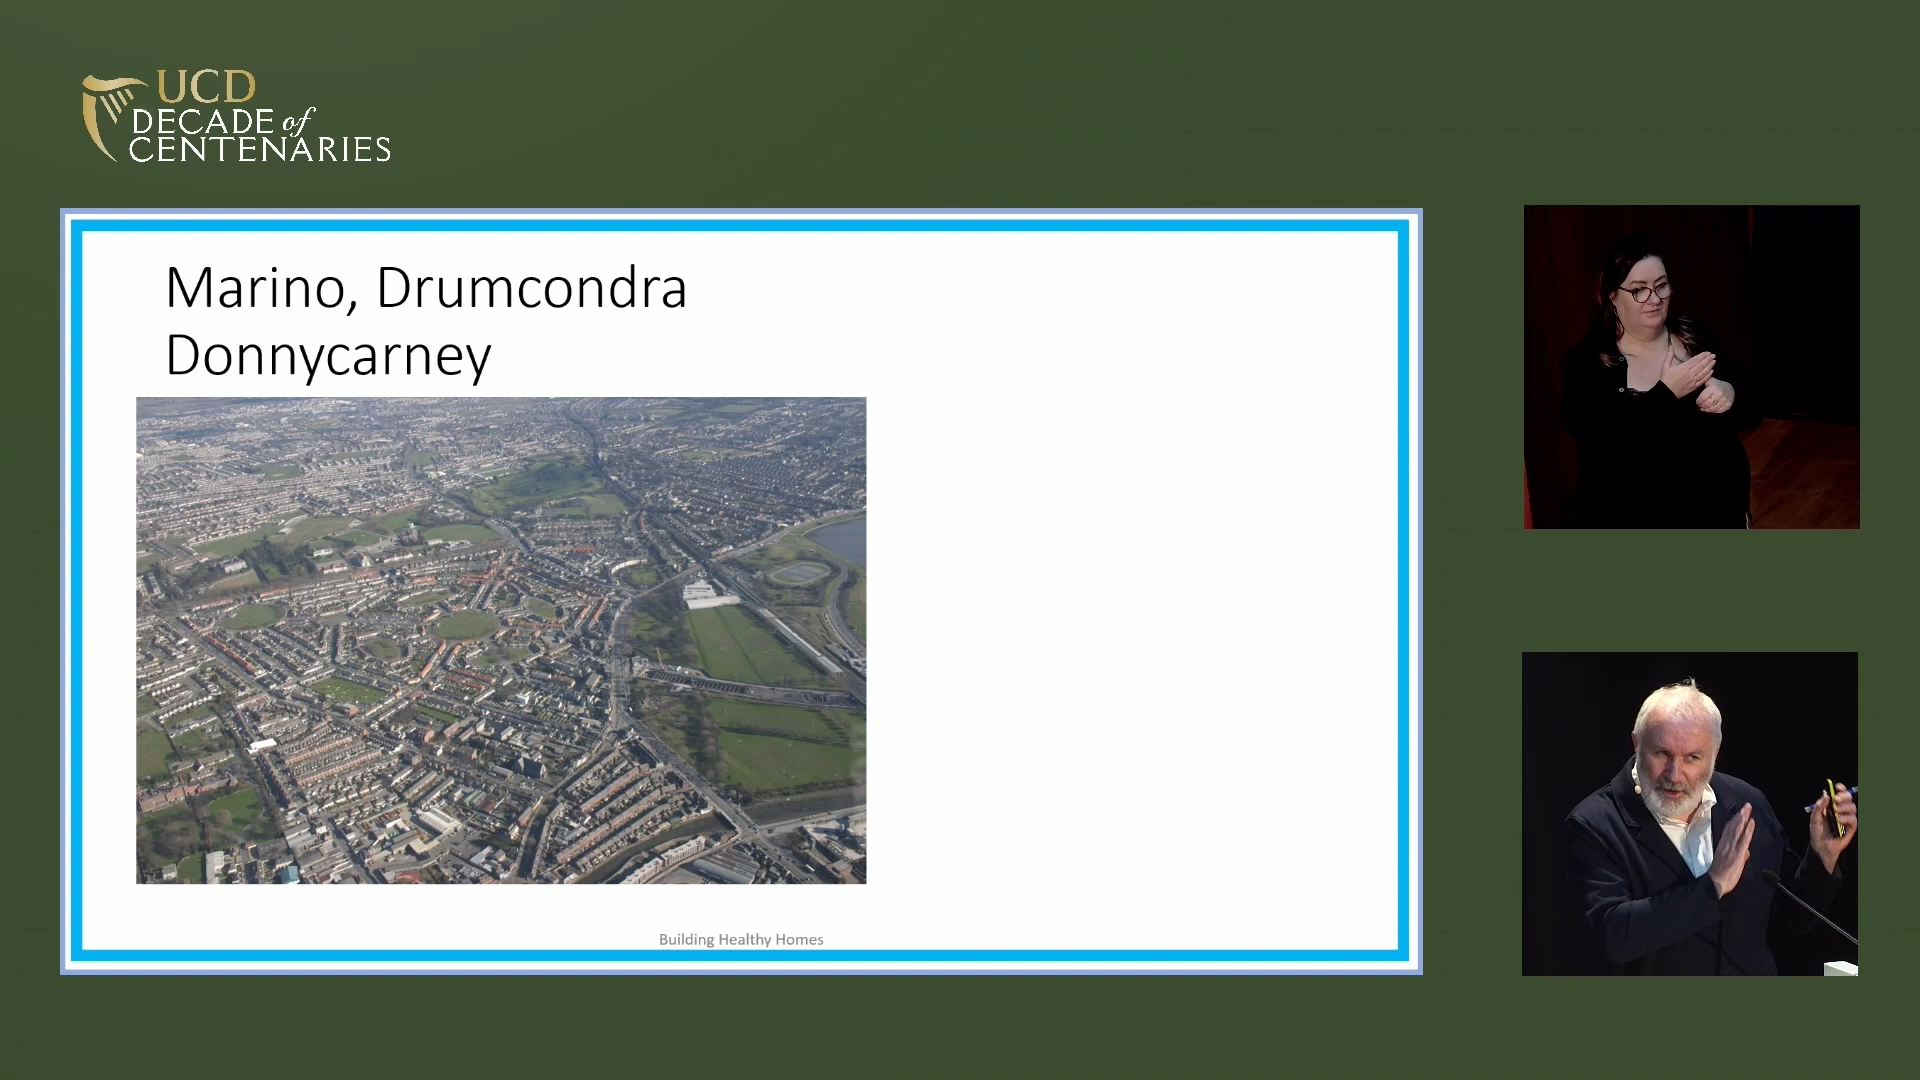 UCD
DECADE of
CENTENARIES
Marino, Drumcondra
Donnycarney
Building Healthy Homes